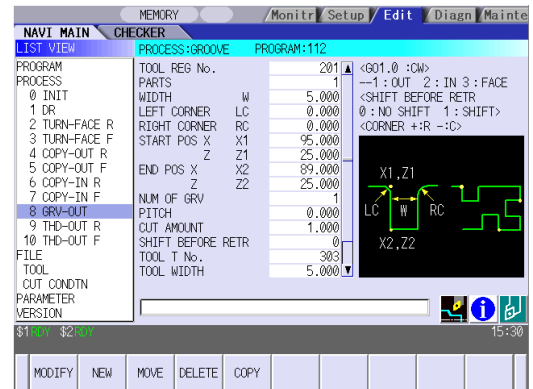 MEMORY Monitr Setup Edit Diagn Mainte
NAVI MAIN CHECKER
LIST VIEW PROCESS:GROOVE PROGRAM:112
PROGRAM
PROCESS
0 INIT
1 DR
2 TURN-FACE R
3 TURN-FACE F
4 COPY-OUT R
5 COPY-OUT F
6 COPY-IN R
7 COPY-IN F
8 GRV-OUT
9 THD-OUT R
10 THD-OUT F
FILE
TOOL
CUT CONDTN
PARAMETER
VERSION
TOOL REG No. 201
PARTS 1
WIDTH W 5.000
LEFT CORNER LC 0.000
RIGHT CORNER RC 0.000
START POS X X1 95.000
Z Z1 25.000
END POS X X2 89.000
Z Z2 25.000
NUM OF GRV 1
PITCH 0.000
CUT AMOUNT 1.000
SHIFT BEFORE RETR 0
TOOL T No. 303
TOOL WIDTH 5.000
<G01.0 :CW>
--1:OUT 2:IN 3:FACE
<SHIFT BEFORE RETR
0:NO SHIFT 1:SHIFT>
<CORNER +:R -:C>
X1,Z1
LC W RC
X2,Z2
$1 RDY $2 RDY 15:30
MODIFY NEW MOVE DELETE COPY